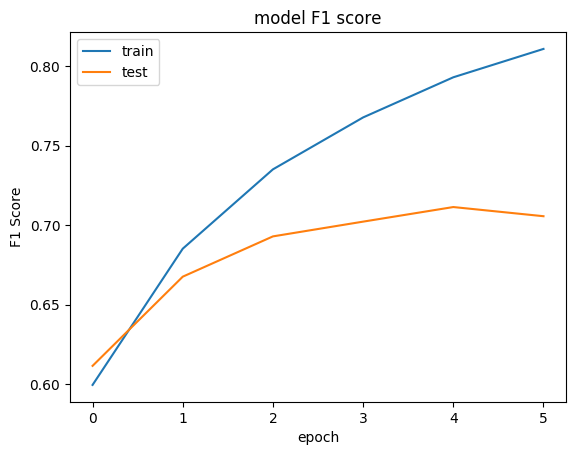 model F1 score
train
test
F1 Score
0.80
0.75
0.70
0.65
0.60
0 1 2 3 4 5
epoch